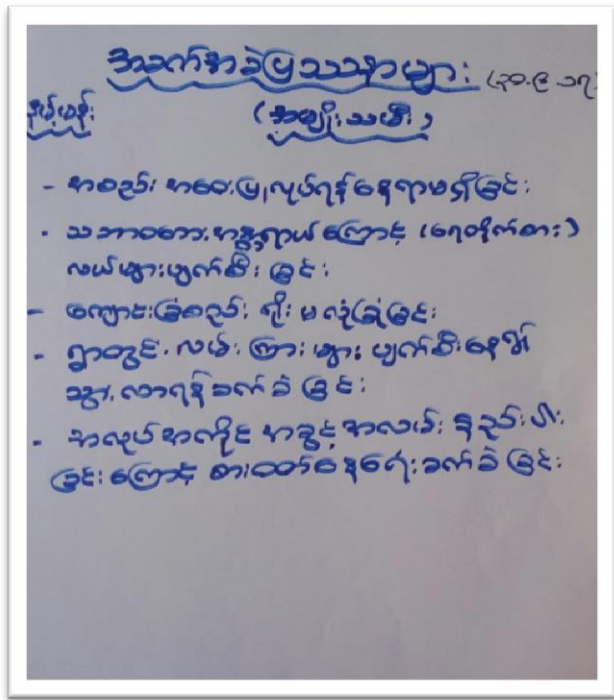 အခက်အခဲပြဿနာများ (၃၀.၉.၁၇)
(အမျိုးသမီး)
- အစည်းအဝေးပြုလုပ်ရန်နေရာမရှိခြင်း
- သဘာဝဘေးအန္တရာယ်ကြောင့် (ရေတိုက်စား)
လယ်များပျက်စီးခြင်း
- ကျောင်းခြံစည်းရိုးမလုံခြုံခြင်း
- ရွာတွင်းလမ်းကြားများပျက်စီးနေ၍
သွားလာရန်ခက်ခဲခြင်း
- အလုပ်အကိုင်အခွင့်အလမ်းနည်းပါး
ခြင်းကြောင့် စားဝတ်နေရေးခက်ခဲခြင်း